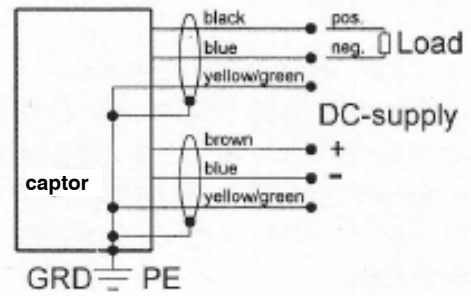 black pos.
blue neg. Load
yellow/green
DC-supply
brown +
captor blue -
yellow/green
GRD PE